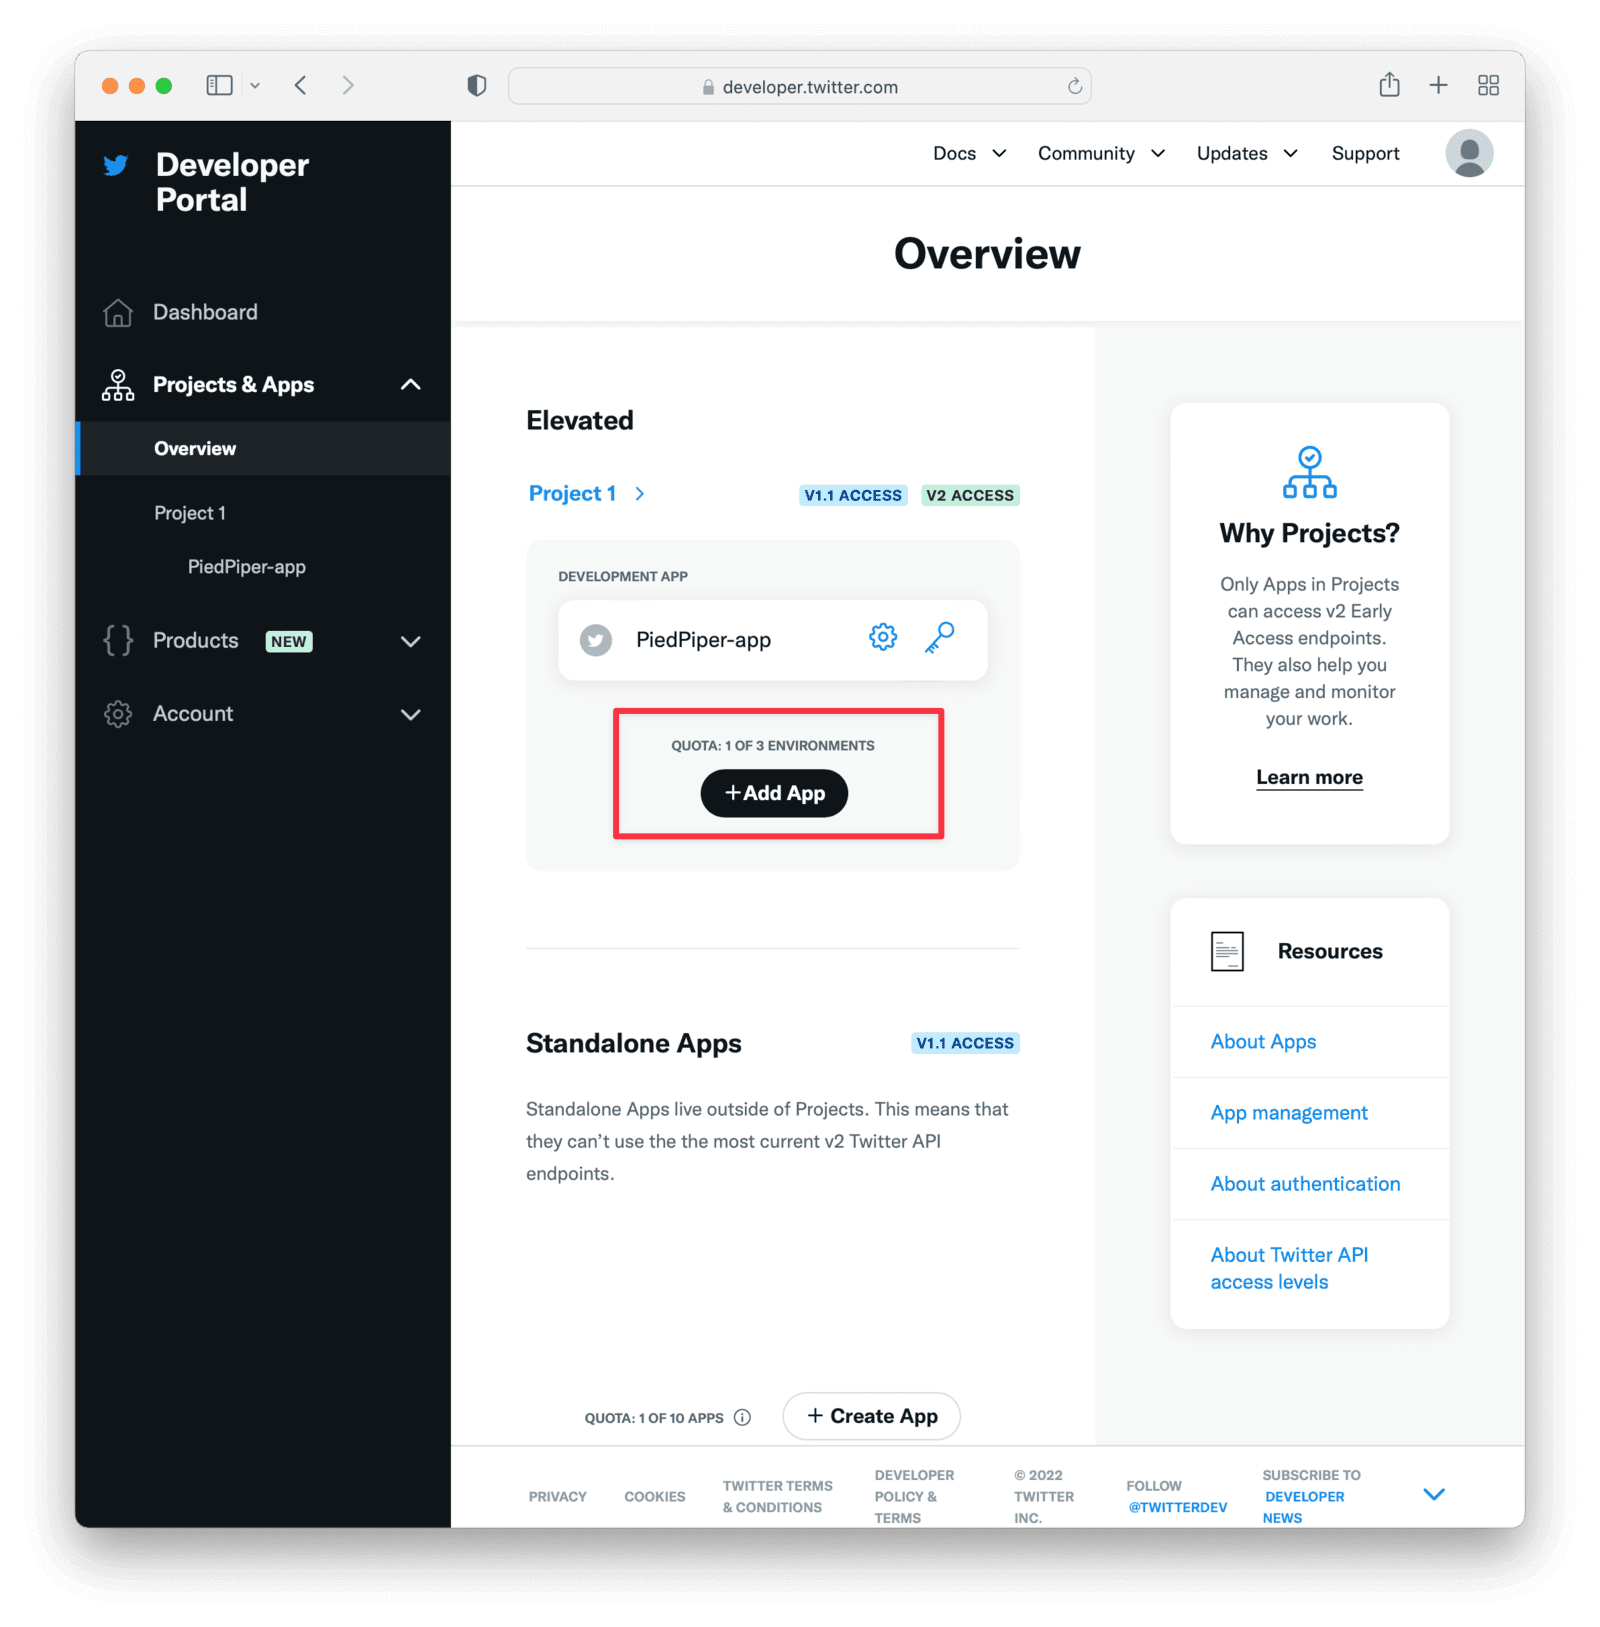 developer.twitter.com
Developer
Portal
Docs
Community
Updates
Support
Overview
Dashboard
Projects & Apps
Overview
Project 1
PiedPiper-app
Products
NEW
Account
Elevated
Project 1
V1.1 ACCESS
V2 ACCESS
DEVELOPMENT APP
PiedPiper-app
QUOTA: 1 OF 3 ENVIRONMENTS
+Add App
Standalone Apps
V1.1 ACCESS
Standalone Apps live outside of Projects. This means that
they can’t use the the most current v2 Twitter API
endpoints.
QUOTA: 1 OF 10 APPS
+ Create App
Why Projects?
Only Apps in Projects
can access v2 Early
Access endpoints.
They also help you
manage and monitor
your work.
Learn more
Resources
About Apps
App management
About authentication
About Twitter API
access levels
PRIVACY
COOKIES
TWITTER TERMS
& CONDITIONS
DEVELOPER
POLICY &
TERMS
© 2022
TWITTER
INC.
FOLLOW
@TWITTERDEV
SUBSCRIBE TO
DEVELOPER
NEWS